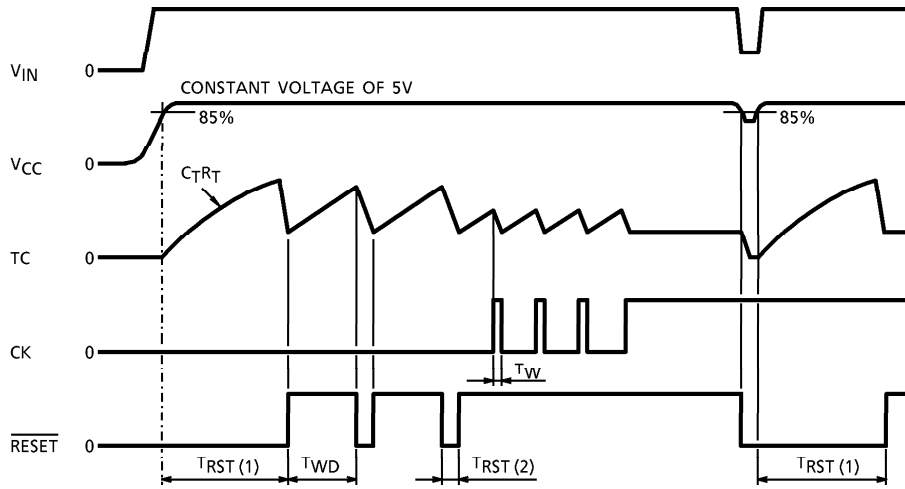 VIN 0
CONSTANT VOLTAGE OF 5V
85% 85%
VCC 0
CTRT
TC 0
CK 0
TW
RESET 0
TRST (1) TWD TRST (2) TRST (1)